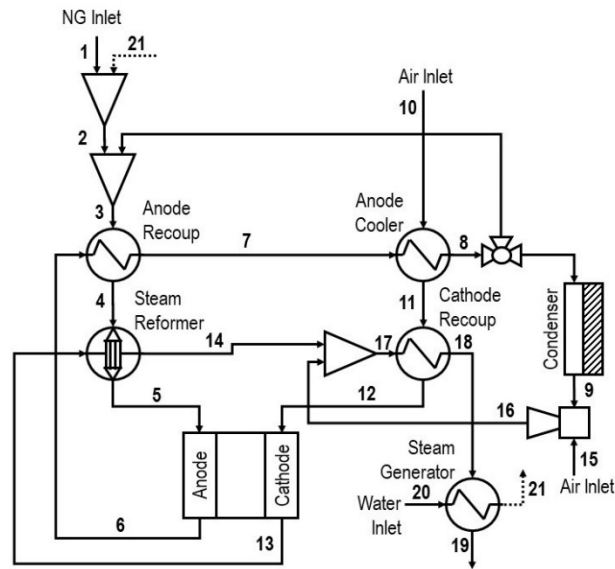 NG Inlet
1
21
Air Inlet
10
2
3
Anode
Recoup
7
Anode
Cooler
8
4
Steam
Reformer
11
Cathode
Recoup
Condenser
14
17
18
9
5
12
16
15
Air Inlet
Anode
Cathode
Steam
Generator
20
21
Water
Inlet
6
13
19